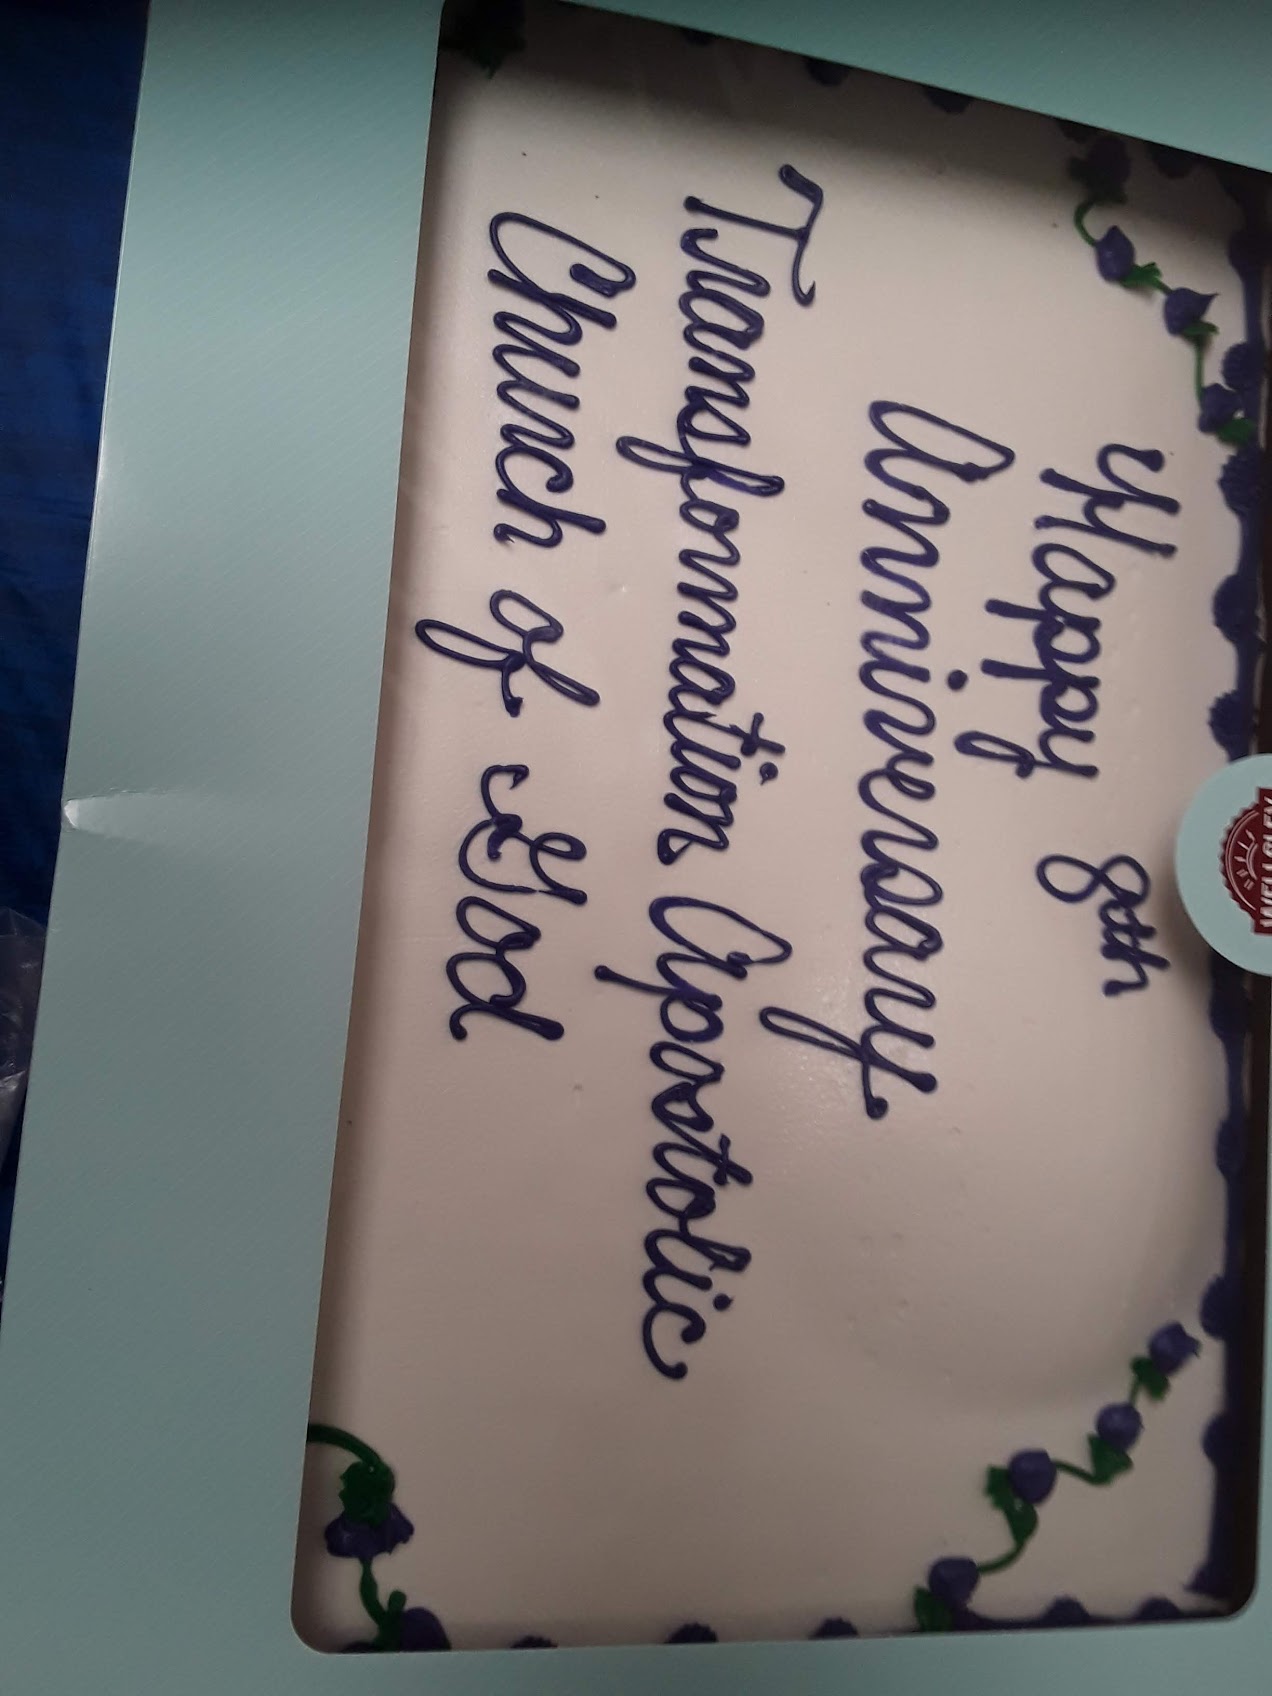 Happy 8th
Anniversary
Transformation Apostolic
Church of God